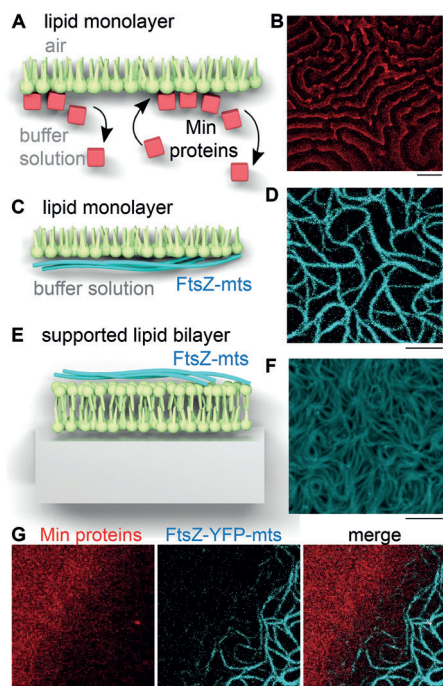 A lipid monolayer
air
buffer
solution
Min
proteins
B
C lipid monolayer
buffer solution
FtsZ-mts
D
E supported lipid bilayer
FtsZ-mts
F
G Min proteins FtsZ-YFP-mts merge